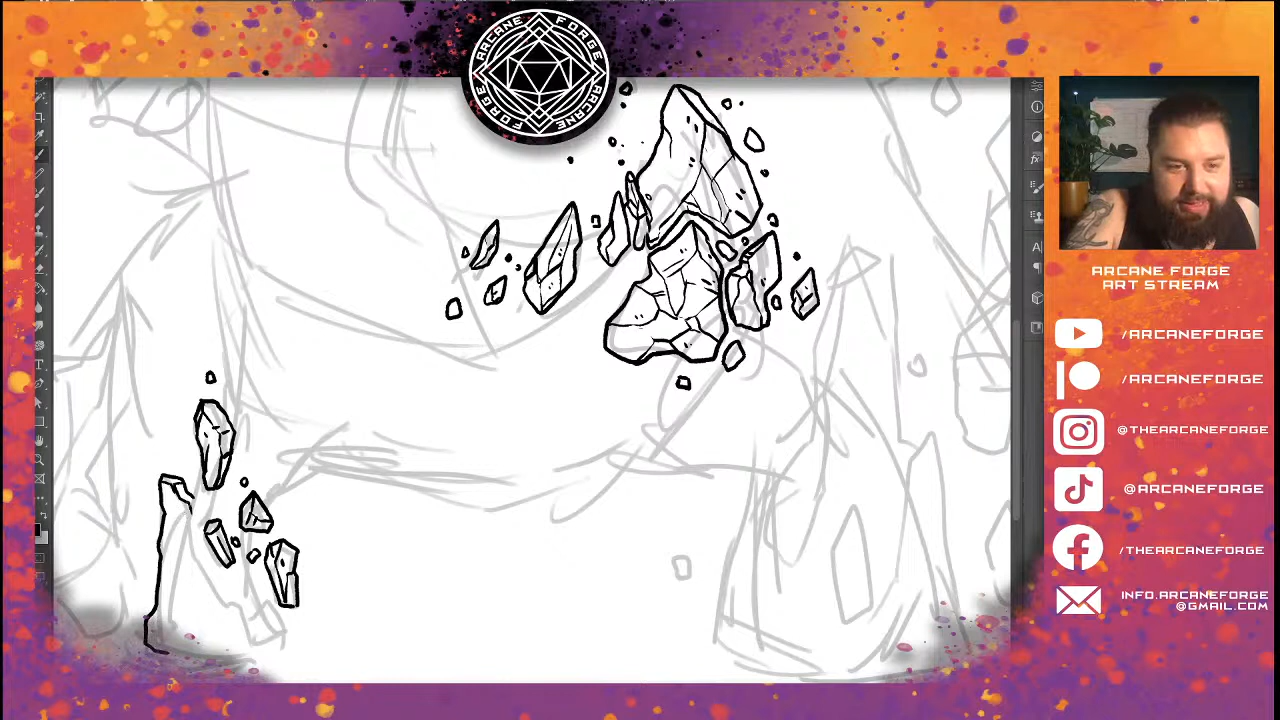 ARCANE FORGE ARCANE FORGE
ARCANE FORGE
ART STREAM
/ARCANEFORGE
/ARCANEFORGE
@THEARCANEFORGE
@ARCANEFORGE
/THEARCANEFORGE
INFO.ARCANEFORGE
@GMAIL.COM